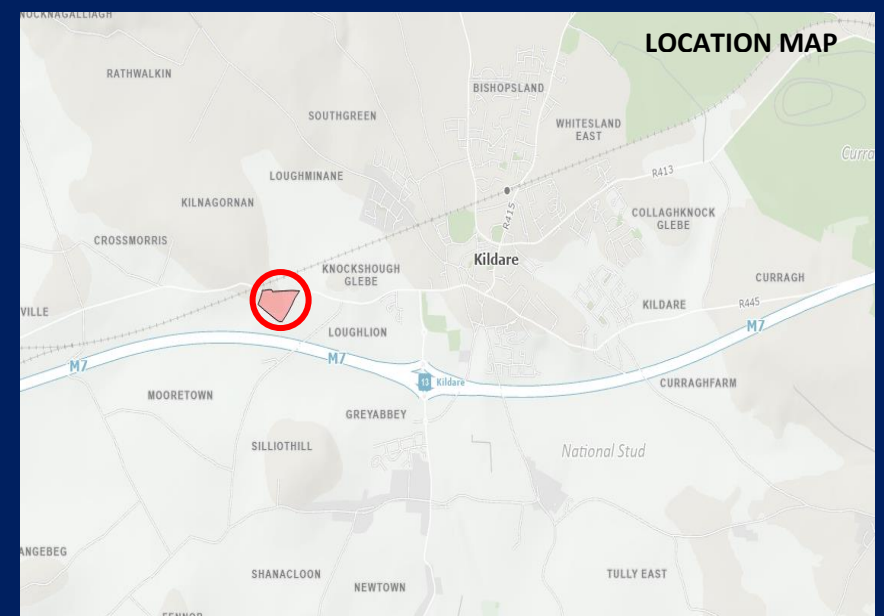 NOCKNAGALLIAGH
LOCATION MAP
RATHWALKIN
BISHOPSLAND
SOUTHGREEN
WHITESLAND
EAST
Curra
R413
LOUGHMINANE
KILNAGORNAN
R415
COLLAGHKNOCK
GLEBE
CROSSMORRIS
Kildare
KNOCKSHOUGH
GLEBE
CURRAGH
VILLE
KILDARE
R445
LOUGHLION
M7
M7
M7
13 Kildare
CURRAGHFARM
MOORETOWN
GREYABBEY
SILLIOTHILL
National Stud
ANGEBEG
SHANACLOON
TULLY EAST
NEWTOWN
FENNOR